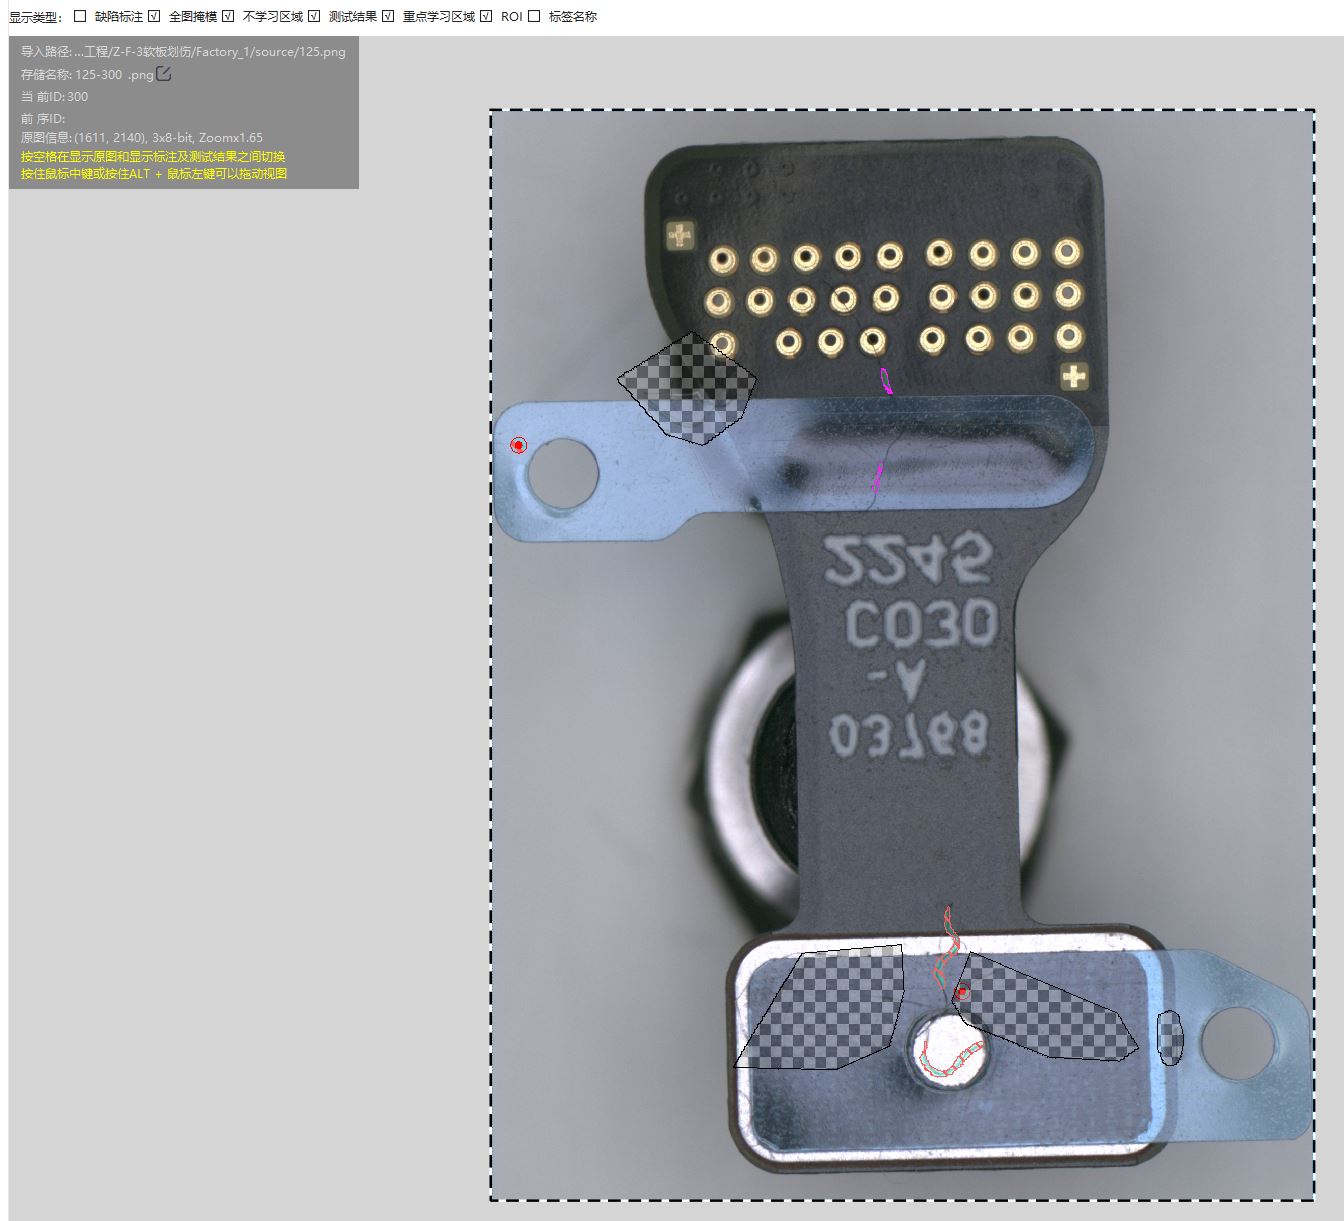 显示类型: 缺陷标注 全图掩模 不学习区域 测试结果 重点学习区域 ROI 标签名称
导入路径: ...工程/Z-F-3软板划伤/Factory_1/source/125.png
存储名称: 125-300 .png
当 前ID: 300
前 序ID:
原图信息: (1611, 2140), 3x8-bit, Zoomx1.65
按空格在显示原图和显示标注及测试结果之间切换
按住鼠标中键或按住ALT + 鼠标左键可以拖动视图
2245
C030
-A
03768